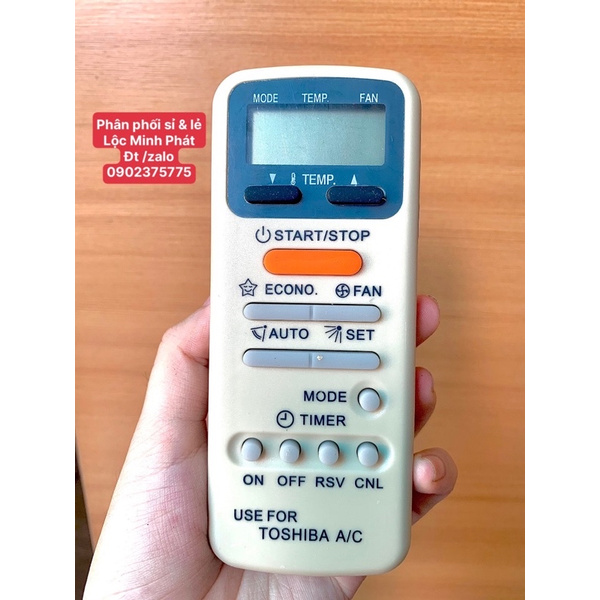 Phân phối sỉ & lẻ
Lộc Minh Phát
Đt /zalo
0902375775
MODE TEMP. FAN
▼ TEMP. ▲
START/STOP
ECONO. FAN
AUTO SET
MODE
TIMER
ON OFF RSV CNL
USE FOR
TOSHIBA A/C